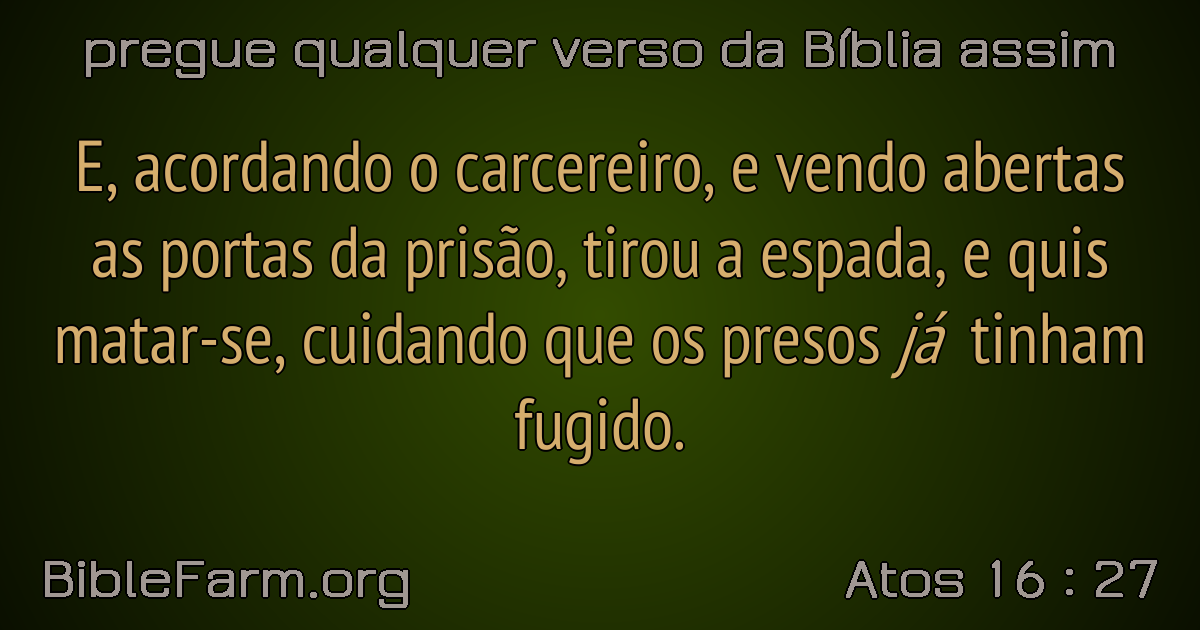 pregue qualquer verso da Bíblia assim
E, acordando o carcereiro, e vendo abertas
as portas da prisão, tirou a espada, e quis
matar-se, cuidando que os presos já tinham
fugido.
BibleFarm.org
Atos 16 : 27